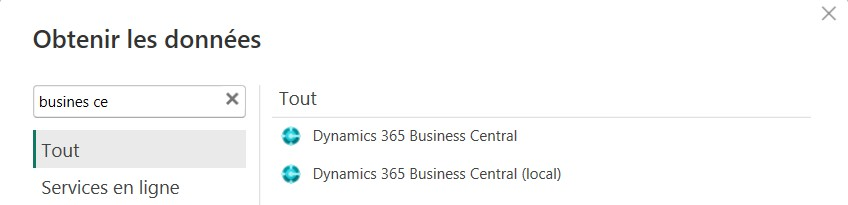 Obtenir les données
busines ce
Tout
Services en ligne
Tout
Dynamics 365 Business Central
Dynamics 365 Business Central (local)